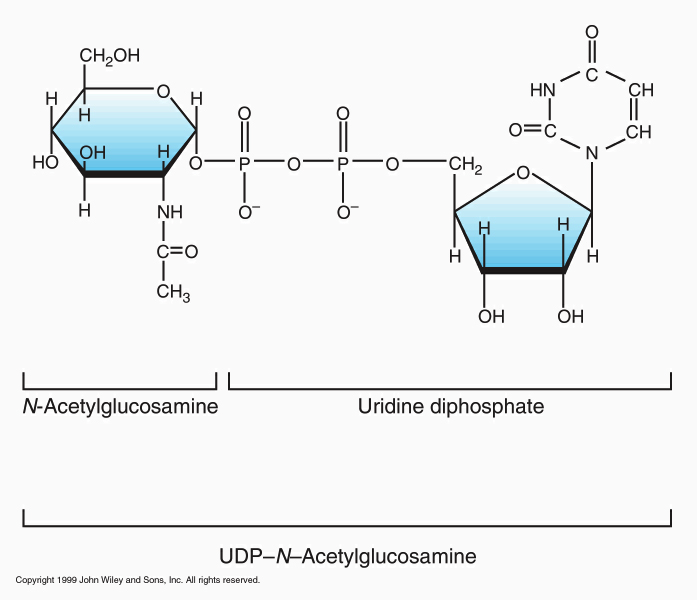 O
CH₂OH
C
H
O
H
HN
CH
H
O
O
O=C
CH
OH
H
N
HO
O
P
O
P
O
CH₂
O
H
NH
O⁻
O⁻
H
H
C=O
H
H
CH₃
OH
OH
N-Acetylglucosamine
Uridine diphosphate
UDP–N–Acetylglucosamine
Copyright 1999 John Wiley and Sons, Inc. All rights reserved.